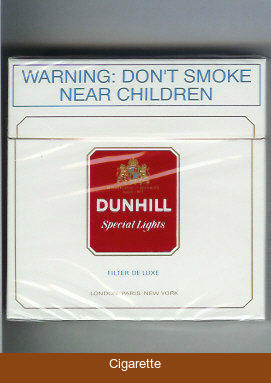 WARNING: DON'T SMOKE
NEAR CHILDREN
DUNHILL
Special Lights
FILTER DE LUXE
LONDON·PARIS·NEW YORK
Cigarette